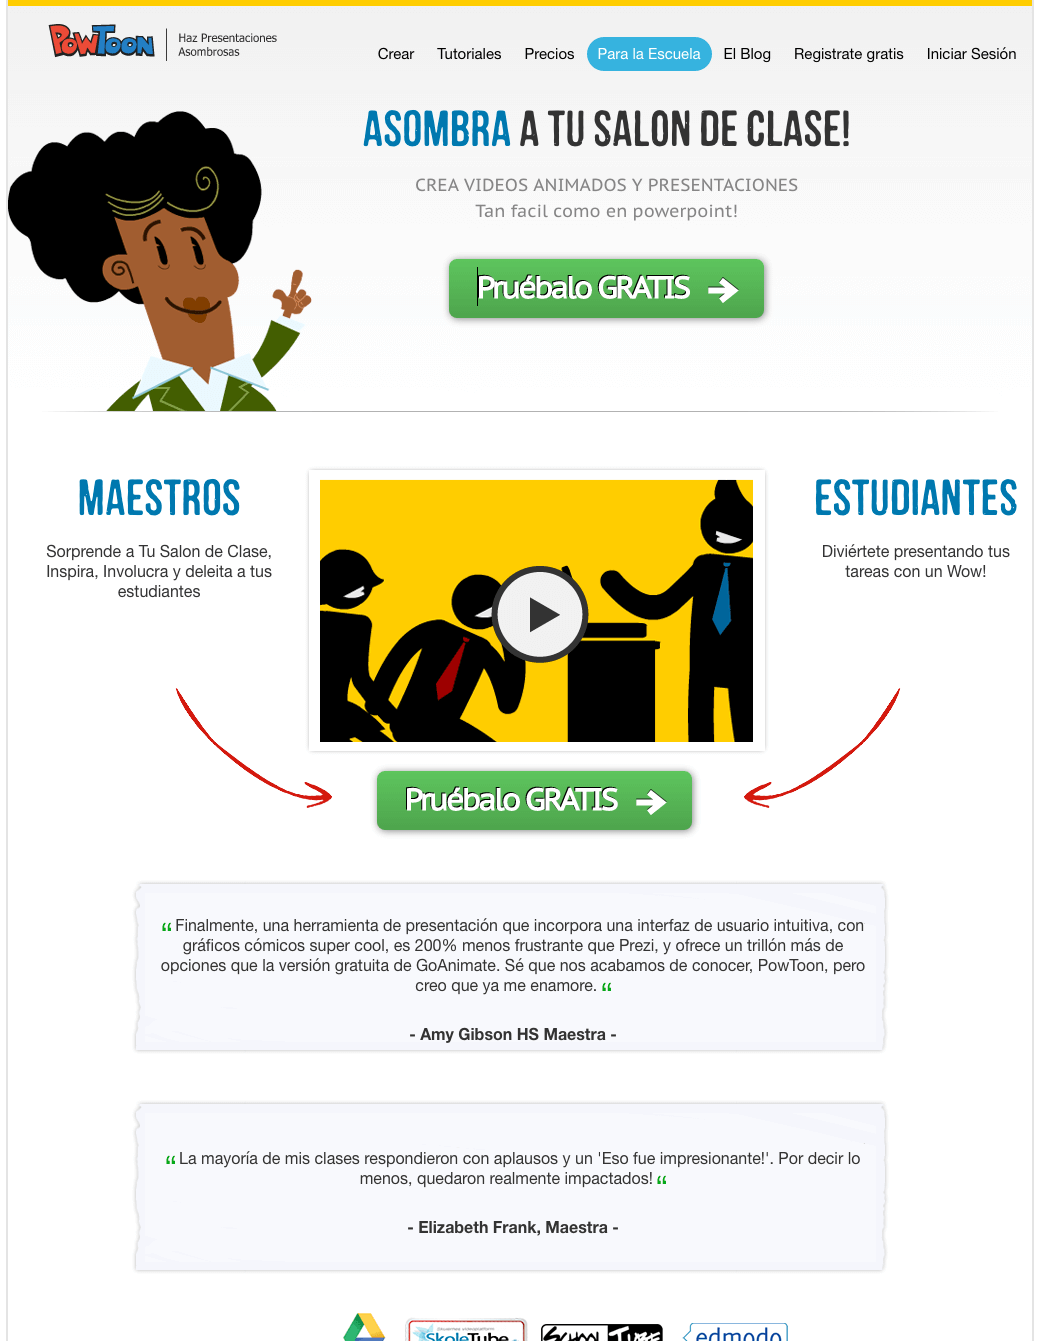 POWTOON
Haz Presentaciones
Asombrosas
Crear Tutoriales Precios Para la Escuela El Blog Registrate gratis Iniciar Sesión
ASOMBRA A TU SALON DE CLASE!
CREA VIDEOS ANIMADOS Y PRESENTACIONES
Tan facil como en powerpoint!
Pruébalo GRATIS
MAESTROS
Sorprende a Tu Salon de Clase,
Inspira, Involucra y deleita a tus
estudiantes
ESTUDIANTES
Diviértete presentando tus
tareas con un Wow!
Pruébalo GRATIS
“ Finalmente, una herramienta de presentación que incorpora una interfaz de usuario intuitiva, con
gráficos cómicos super cool, es 200% menos frustrante que Prezi, y ofrece un trillón más de
opciones que la versión gratuita de GoAnimate. Sé que nos acabamos de conocer, PowToon, pero
creo que ya me enamore. “
- Amy Gibson HS Maestra -
“ La mayoría de mis clases respondieron con aplausos y un 'Eso fue impresionante!'. Por decir lo
menos, quedaron realmente impactados! “
- Elizabeth Frank, Maestra -
SkoleTube SCHOOL TUBE edmodo